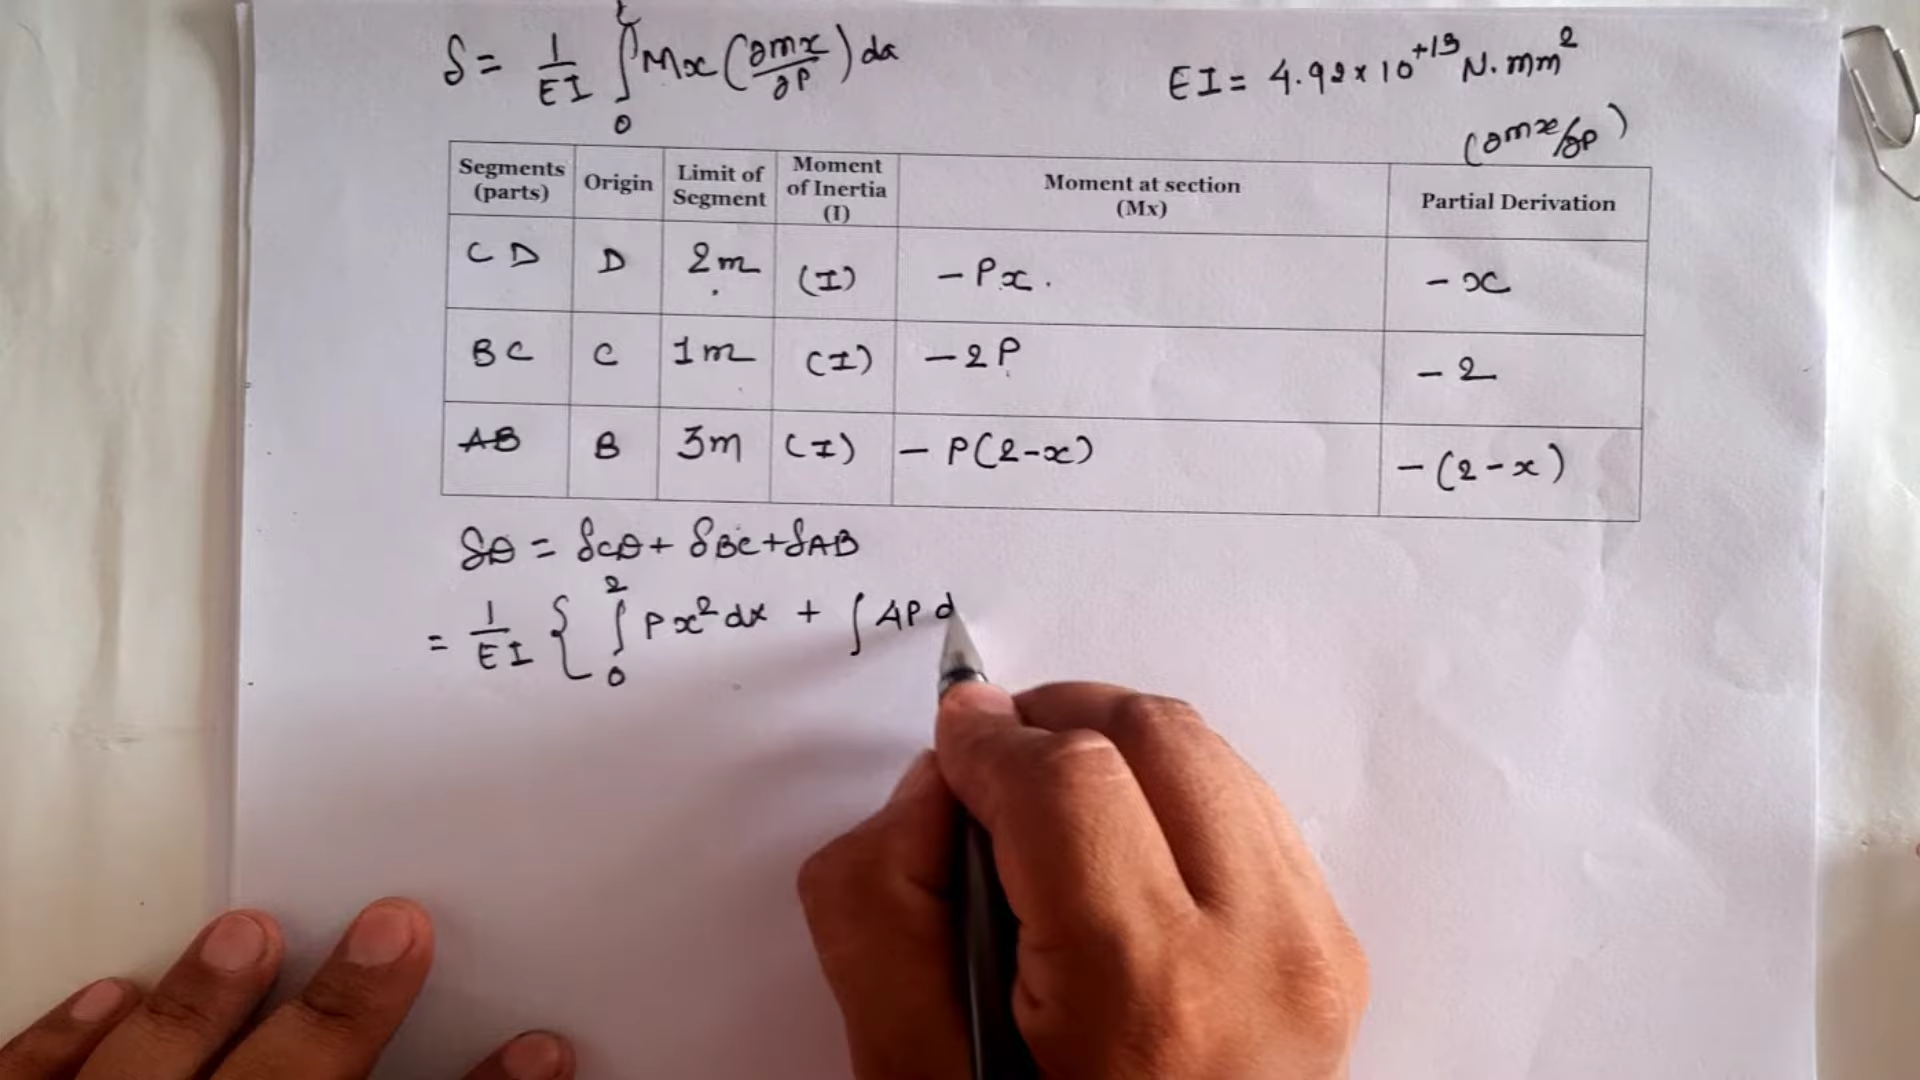 δ = 1/EI ∫₀ᴸ Mx (∂mx/∂P) dx
EI = 4.92 x 10⁺¹³ N.mm²
(∂mx/∂P)
Segments (parts) | Origin | Limit of Segment | Moment of Inertia (I) | Moment at section (Mx) | Partial Derivation
CD | D | 2m | (I) | - Px. | - x
BC | C | 1m | (I) | - 2P | - 2
AB | B | 3m | (I) | - P(2-x) | - (2-x)
δD = δCD + δBC + δAB
= 1/EI { ∫₀² Px² dx + ∫ 4P d